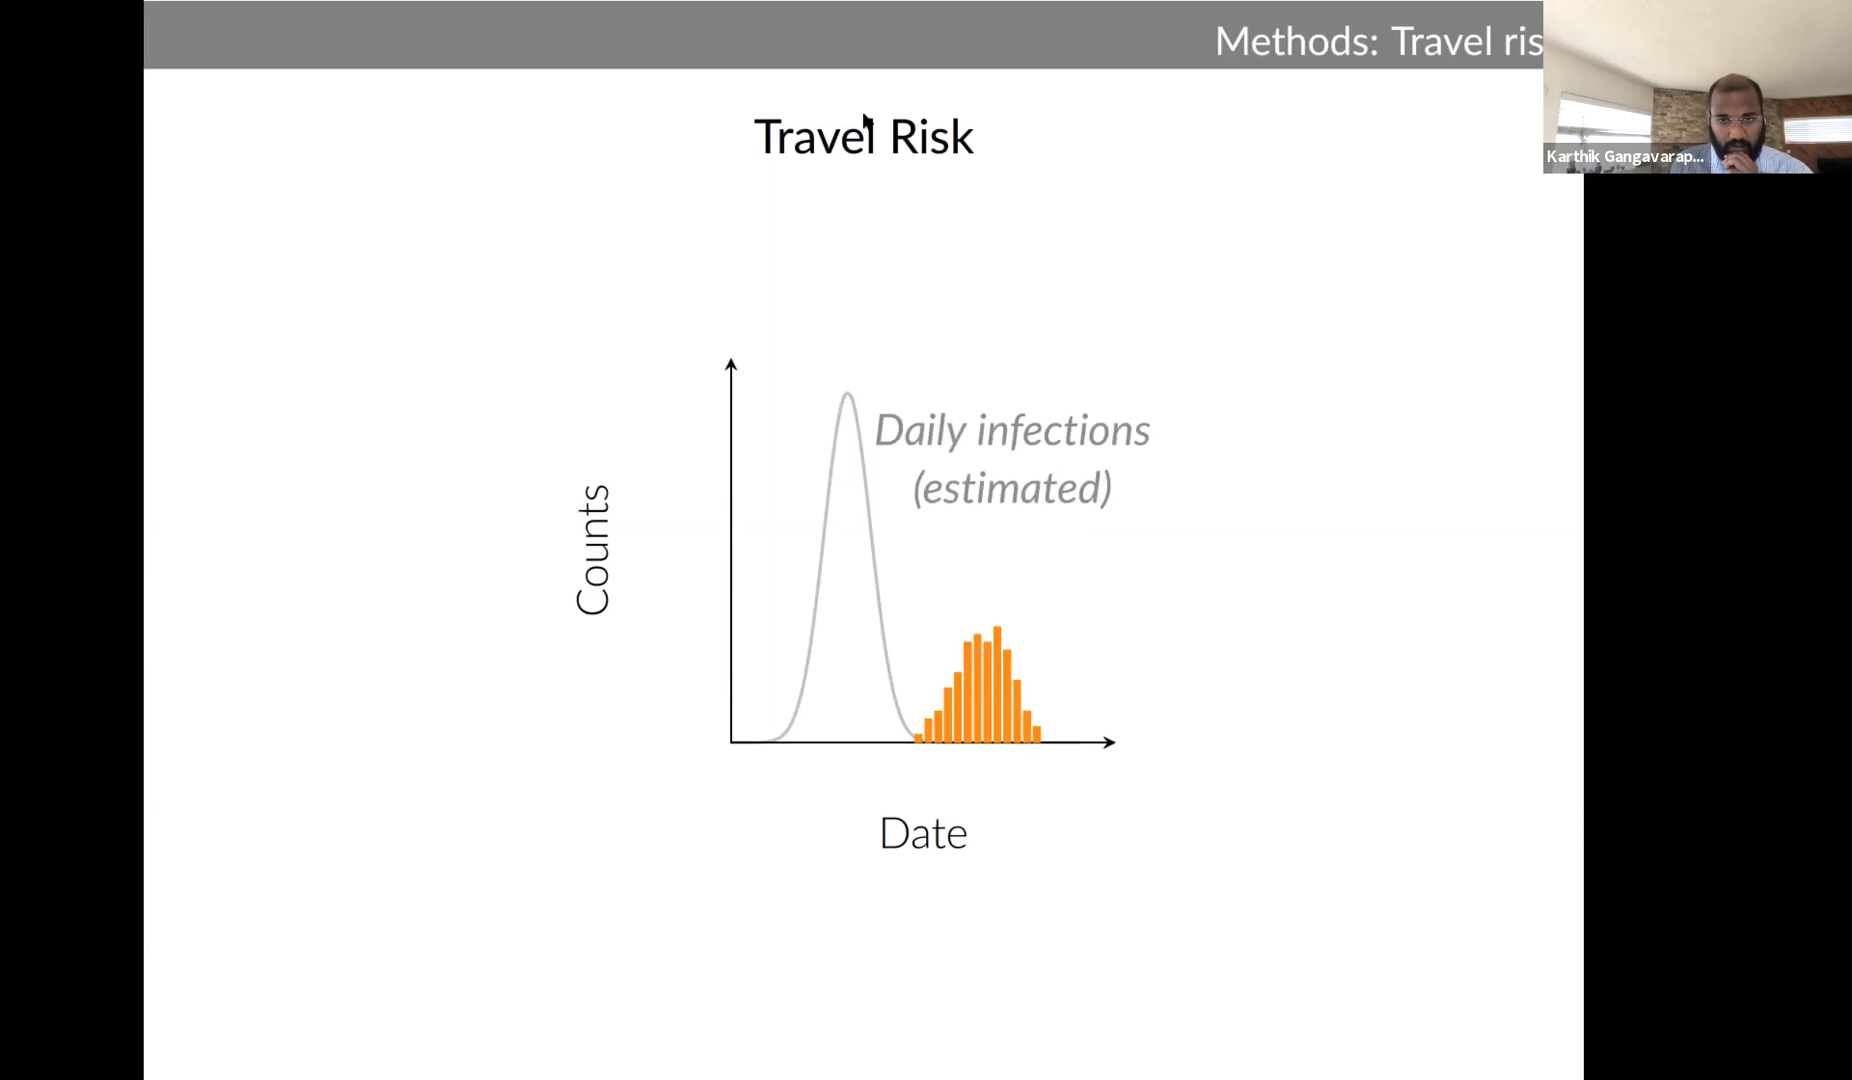 Methods: Travel ris
Karthik Gangavarap...
Travel Risk
Daily infections
(estimated)
Counts
Date